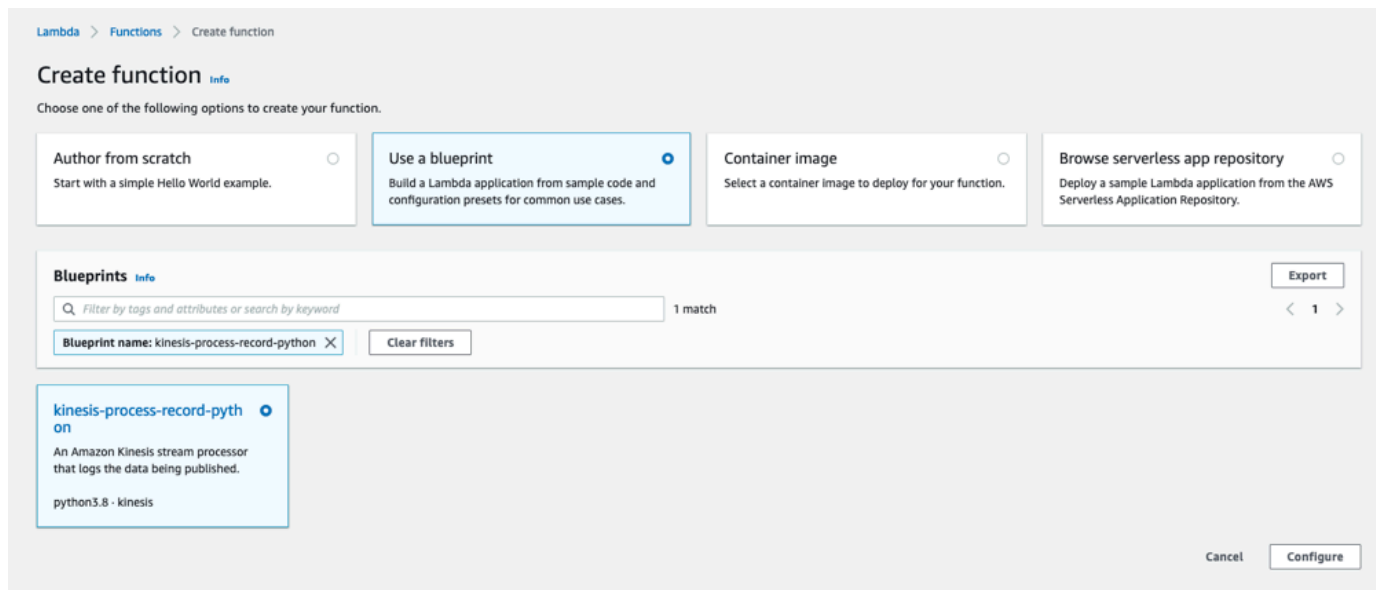 Lambda > Functions > Create function
Create function Info
Choose one of the following options to create your function.
Author from scratch
Start with a simple Hello World example.
Use a blueprint
Build a Lambda application from sample code and
configuration presets for common use cases.
Container image
Select a container image to deploy for your function.
Browse serverless app repository
Deploy a sample Lambda application from the AWS
Serverless Application Repository.
Blueprints Info
Export
Filter by tags and attributes or search by keyword
1 match
< 1 >
Blueprint name: kinesis-process-record-python
Clear filters
kinesis-process-record-pyth
on
An Amazon Kinesis stream processor
that logs the data being published.
python3.8 · kinesis
Cancel
Configure